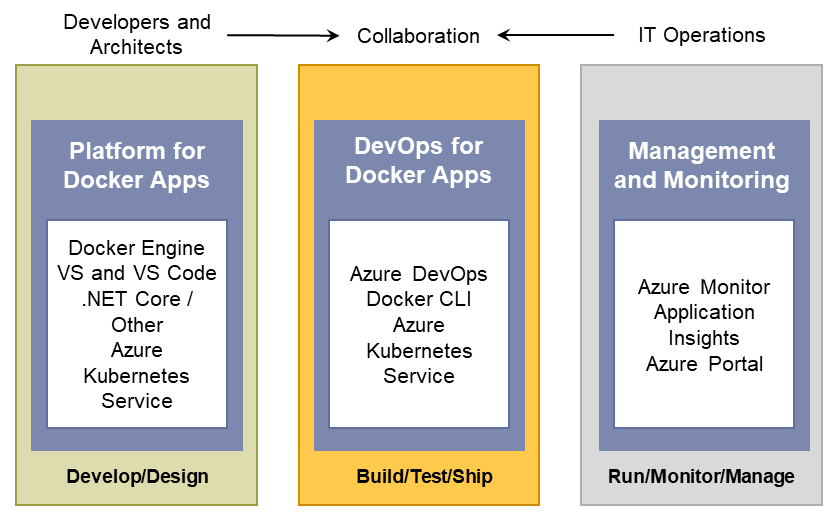 Developers and
Architects
Collaboration
IT Operations
Platform for
Docker Apps
Docker Engine
VS and VS Code
.NET Core /
Other
Azure
Kubernetes
Service
Develop/Design
DevOps for
Docker Apps
Azure DevOps
Docker CLI
Azure
Kubernetes
Service
Build/Test/Ship
Management
and Monitoring
Azure Monitor
Application
Insights
Azure Portal
Run/Monitor/Manage